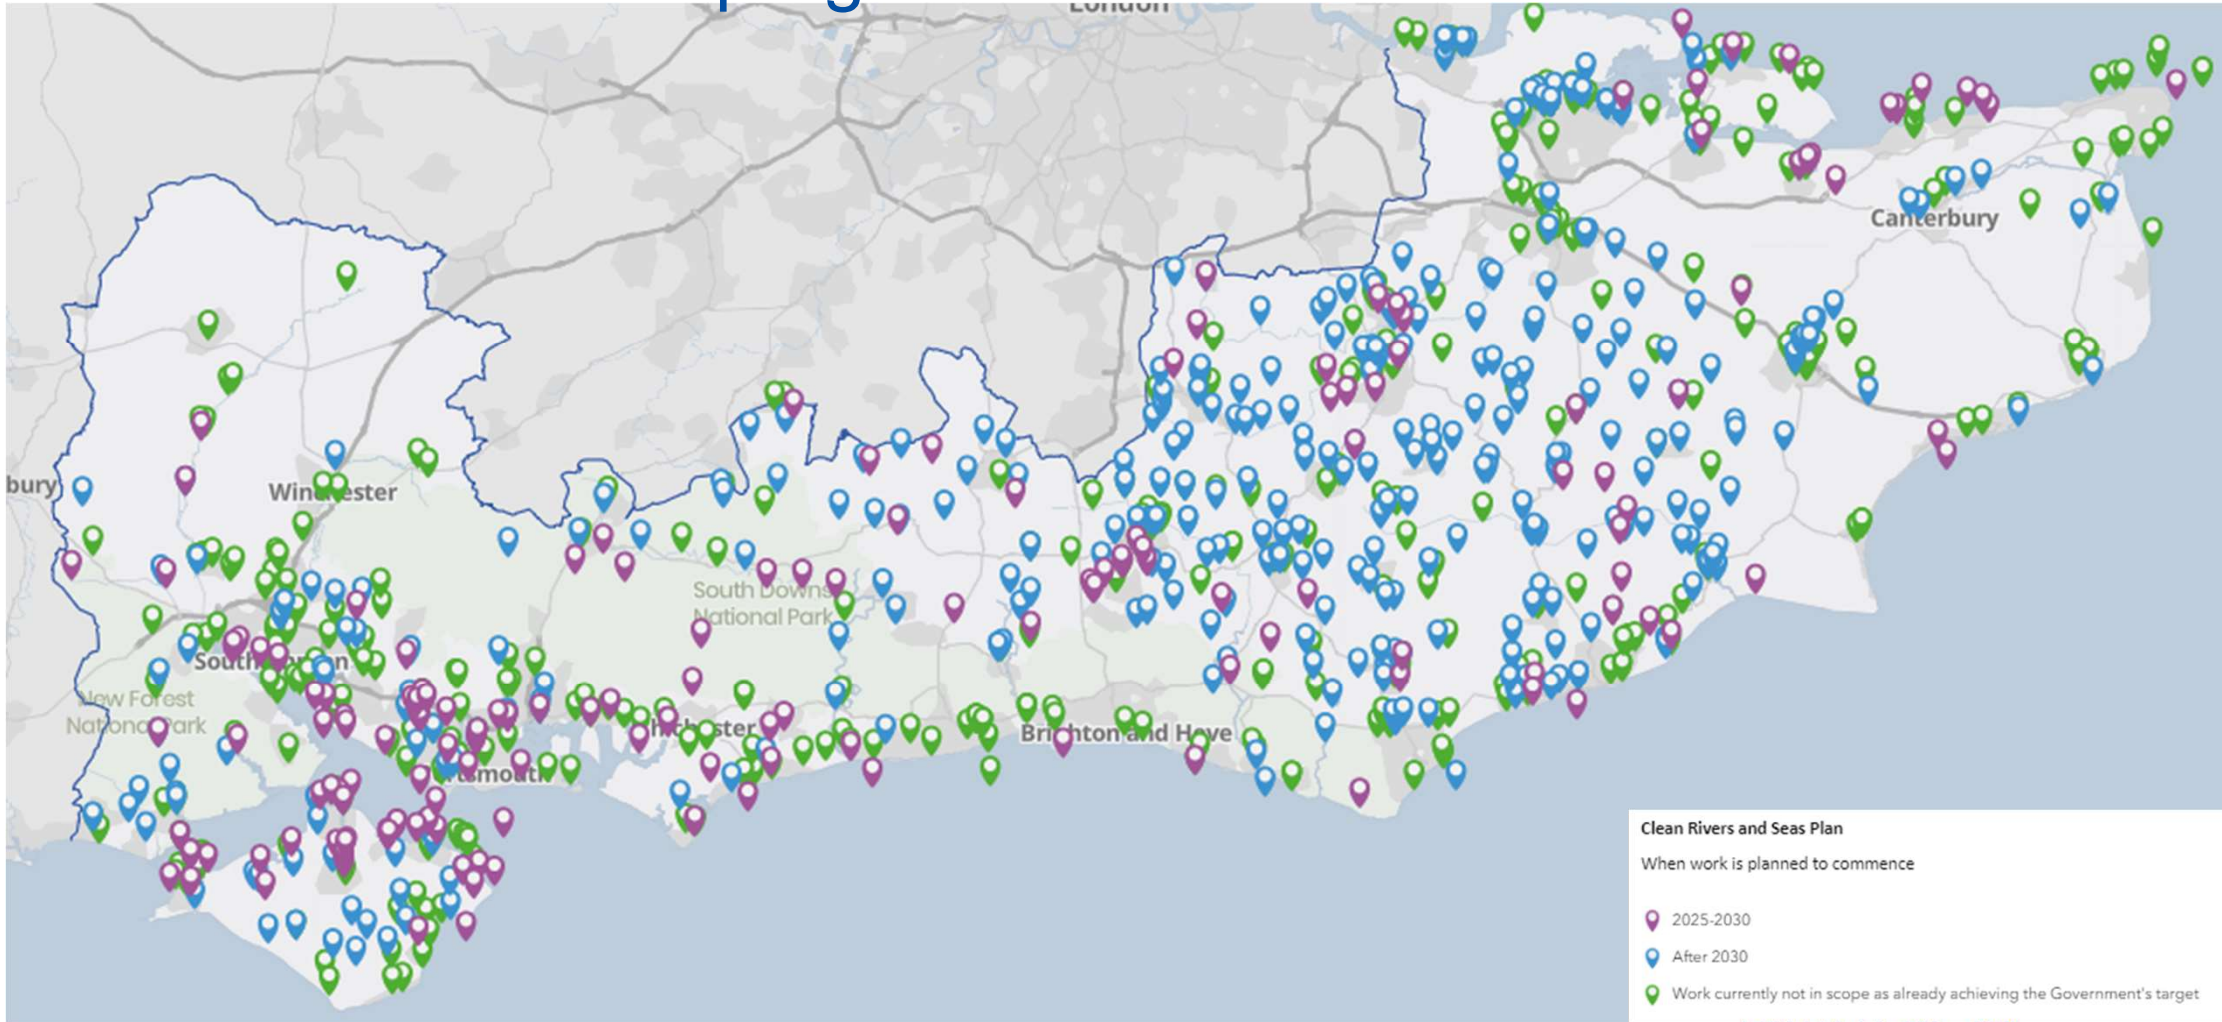 London
Canterbury
bury
Winchester
South Downs
National Park
New Forest
National Park
Brighton and Hove
Clean Rivers and Seas Plan
When work is planned to commence
2025-2030
After 2030
Work currently not in scope as already achieving the Government's target